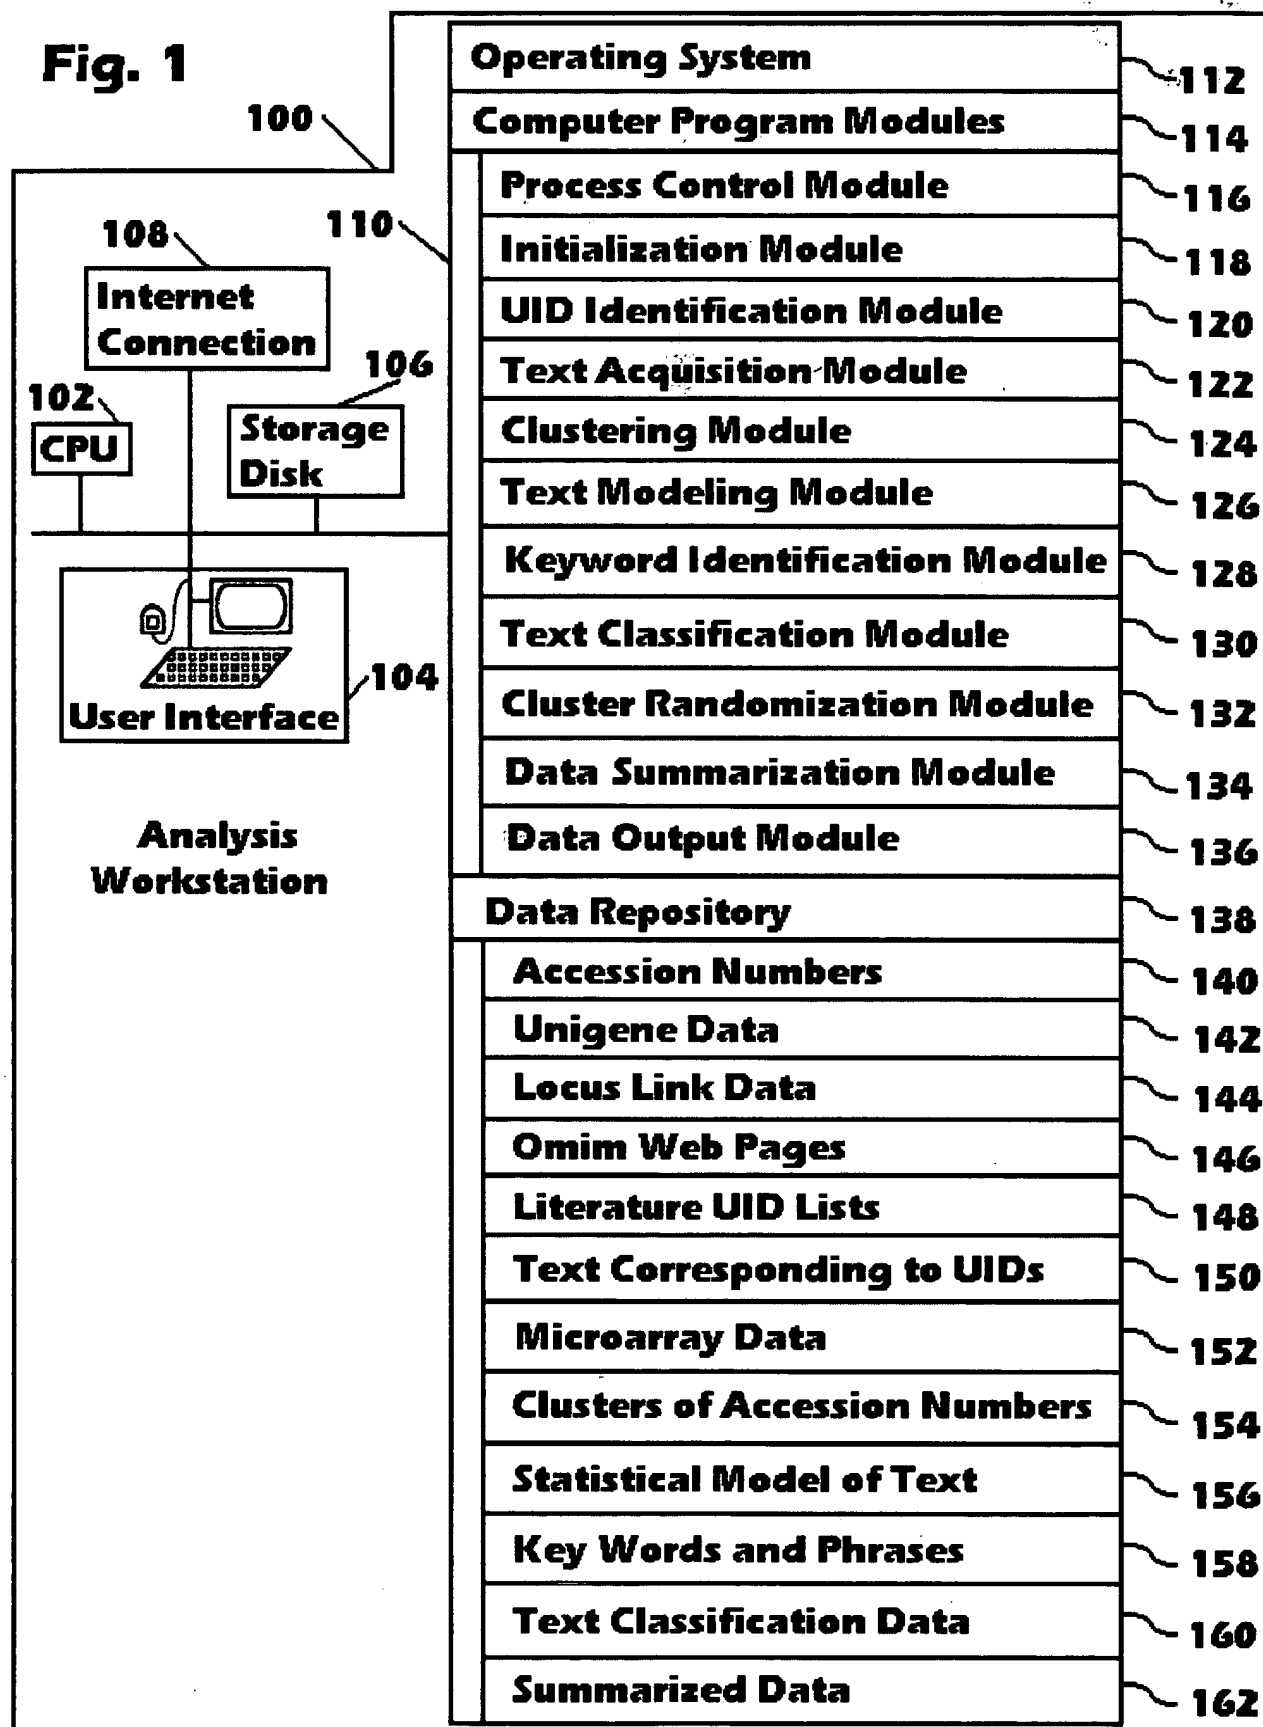 Fig. 1
100
108
Internet
Connection
102
CPU
106
Storage
Disk
110
104
User Interface
Analysis
Workstation
Operating System 112
Computer Program Modules 114
Process Control Module 116
Initialization Module 118
UID Identification Module 120
Text Acquisition Module 122
Clustering Module 124
Text Modeling Module 126
Keyword Identification Module 128
Text Classification Module 130
Cluster Randomization Module 132
Data Summarization Module 134
Data Output Module 136
Data Repository 138
Accession Numbers 140
Unigene Data 142
Locus Link Data 144
Omim Web Pages 146
Literature UID Lists 148
Text Corresponding to UIDs 150
Microarray Data 152
Clusters of Accession Numbers 154
Statistical Model of Text 156
Key Words and Phrases 158
Text Classification Data 160
Summarized Data 162